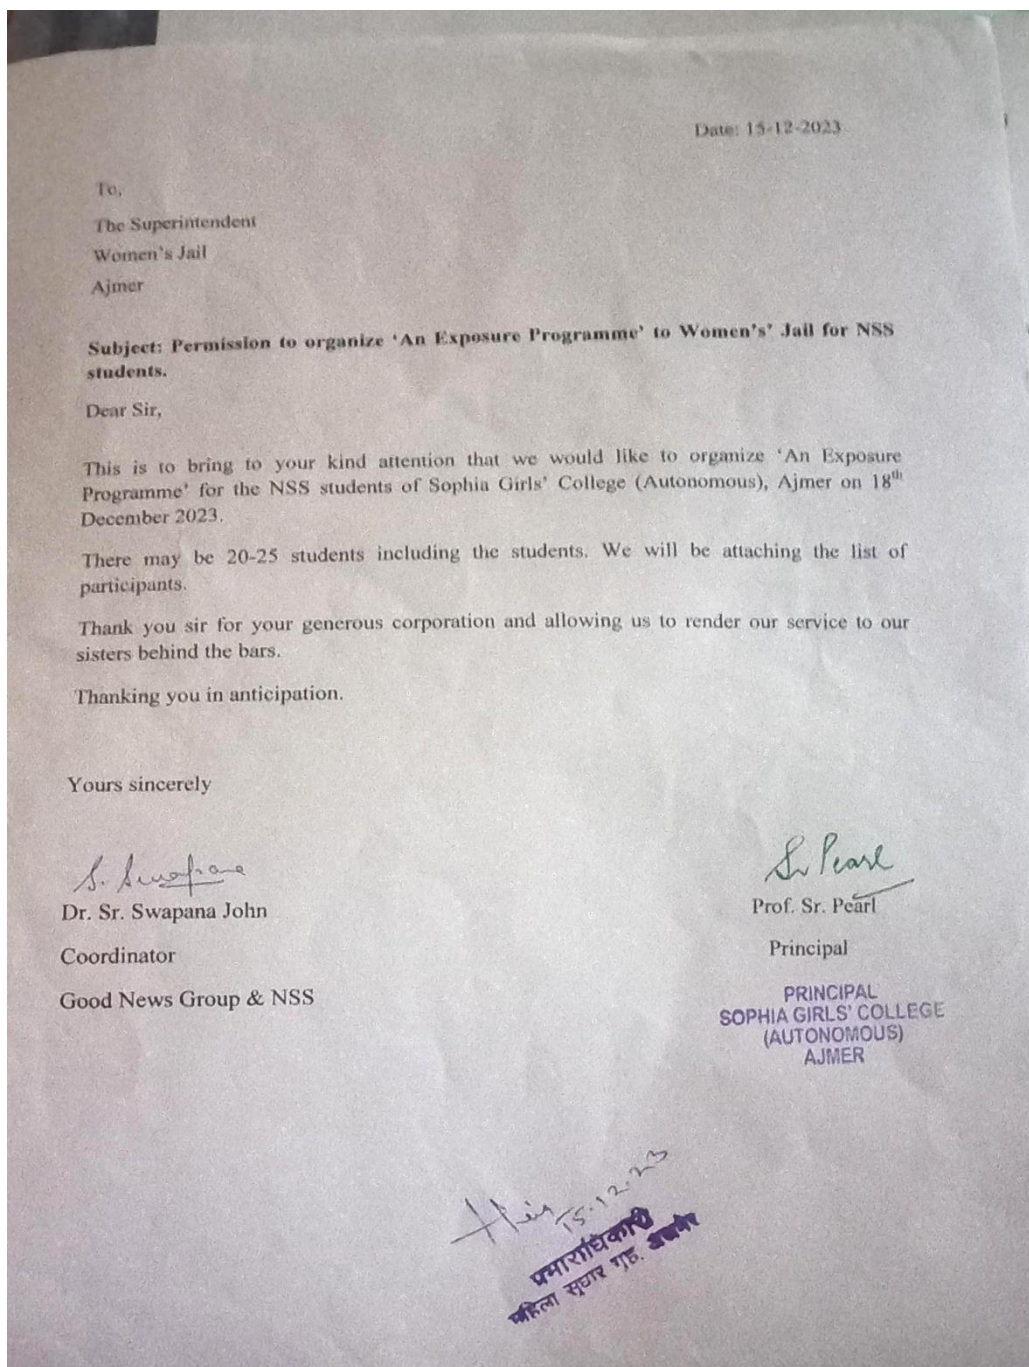 Date: 15-12-2023
To,
The Superintendent
Women's Jail
Ajmer
Subject: Permission to organize 'An Exposure Programme' to Women's' Jail for NSS
students.
Dear Sir,
This is to bring to your kind attention that we would like to organize 'An Exposure
Programme' for the NSS students of Sophia Girls' College (Autonomous), Ajmer on 18th
December 2023.
There may be 20-25 students including the students. We will be attaching the list of
participants.
Thank you sir for your generous corporation and allowing us to render our service to our
sisters behind the bars.
Thanking you in anticipation.
Yours sincerely
S. Swapana
Sr Pearl
Dr. Sr. Swapana John
Prof. Sr. Pearl
Coordinator
Principal
Good News Group & NSS
PRINCIPAL
SOPHIA GIRLS' COLLEGE
(AUTONOMOUS)
AJMER
15.12.23
महिला सुधार गृह. अजमेर